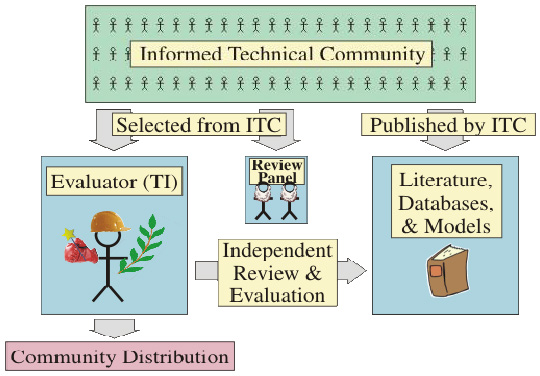 Informed Technical Community
Selected from ITC
Published by ITC
Evaluator (TI)
Review
Panel
Literature,
Databases,
& Models
Independent
Review &
Evaluation
Community Distribution